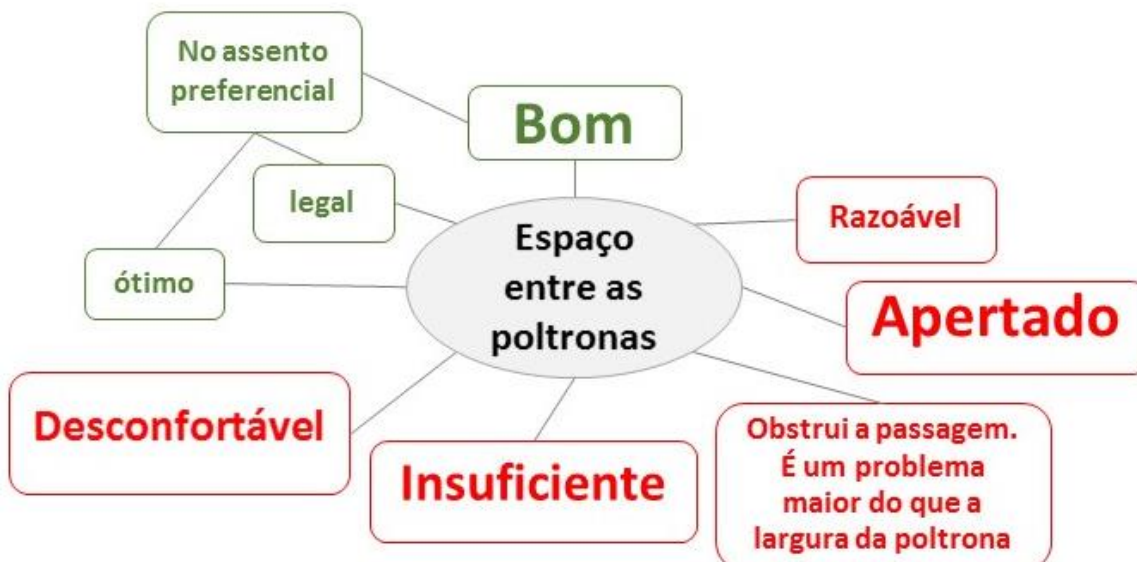 No assento
preferencial
Bom
legal
Razoável
Espaço
entre as
poltronas
ótimo
Apertado
Desconfortável
Insuficiente
Obstrui a passagem.
É um problema
maior do que a
largura da poltrona